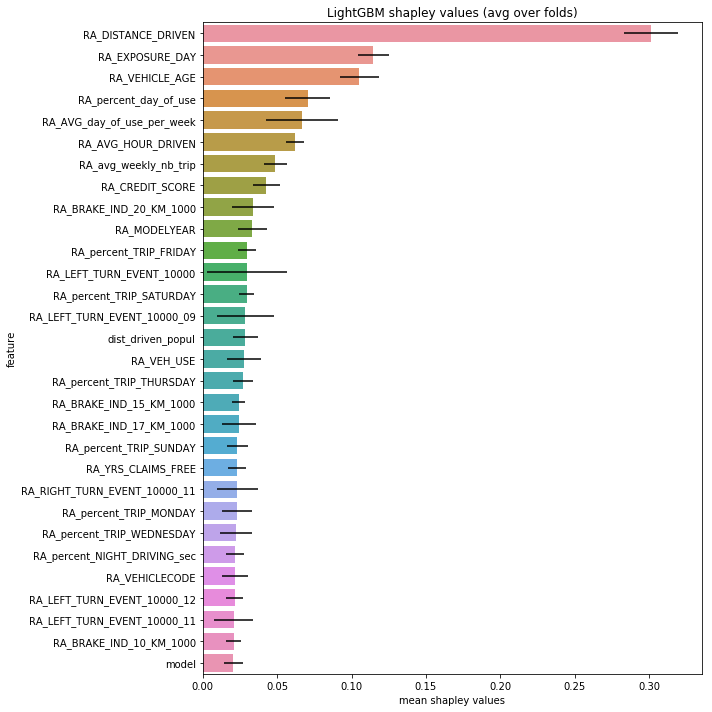 LightGBM shapley values (avg over folds)
RA_DISTANCE_DRIVEN
RA_EXPOSURE_DAY
RA_VEHICLE_AGE
RA_percent_day_of_use
RA_AVG_day_of_use_per_week
RA_AVG_HOUR_DRIVEN
RA_avg_weekly_nb_trip
RA_CREDIT_SCORE
RA_BRAKE_IND_20_KM_1000
RA_MODELYEAR
RA_percent_TRIP_FRIDAY
RA_LEFT_TURN_EVENT_10000
RA_percent_TRIP_SATURDAY
RA_LEFT_TURN_EVENT_10000_09
dist_driven_popul
RA_VEH_USE
RA_percent_TRIP_THURSDAY
RA_BRAKE_IND_15_KM_1000
RA_BRAKE_IND_17_KM_1000
RA_percent_TRIP_SUNDAY
RA_YRS_CLAIMS_FREE
RA_RIGHT_TURN_EVENT_10000_11
RA_percent_TRIP_MONDAY
RA_percent_TRIP_WEDNESDAY
RA_percent_NIGHT_DRIVING_sec
RA_VEHICLECODE
RA_LEFT_TURN_EVENT_10000_12
RA_LEFT_TURN_EVENT_10000_11
RA_BRAKE_IND_10_KM_1000
model
feature
0.00 0.05 0.10 0.15 0.20 0.25 0.30
mean shapley values